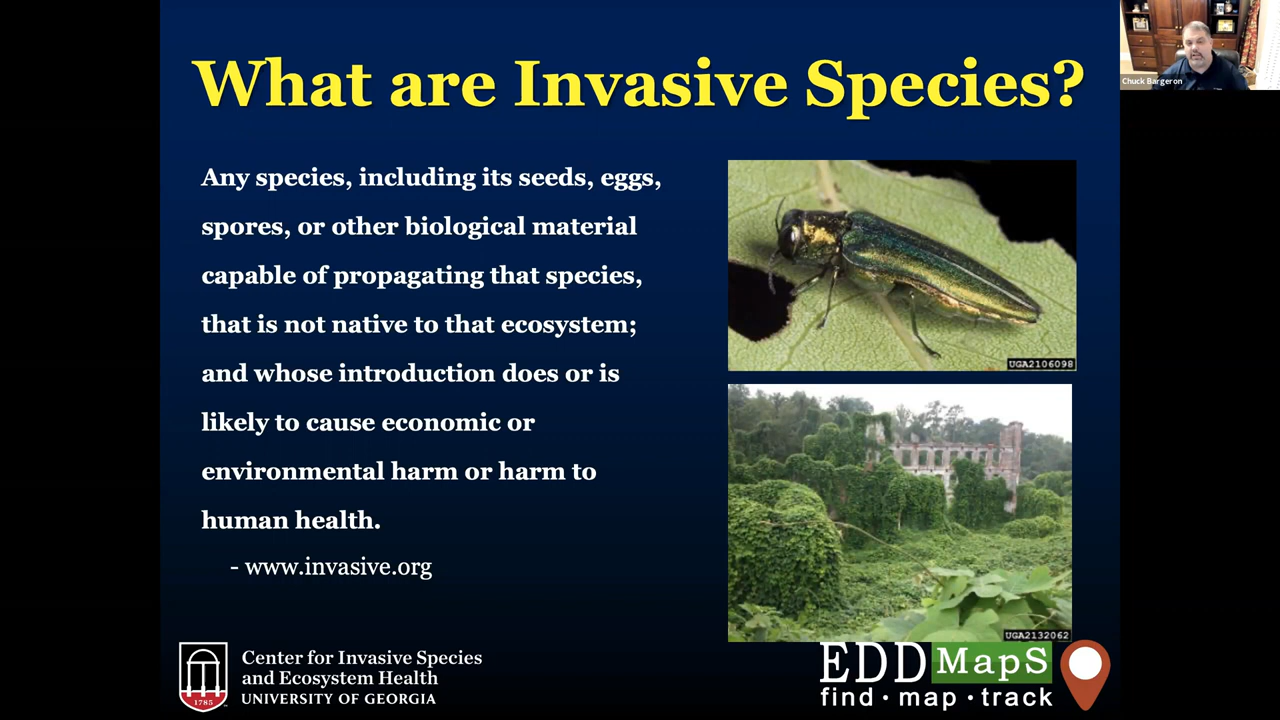 What are Invasive Species?
Chuck Bargeron
Any species, including its seeds, eggs,
spores, or other biological material
capable of propagating that species,
that is not native to that ecosystem;
and whose introduction does or is
likely to cause economic or
environmental harm or harm to
human health.
- www.invasive.org
UGA2106098
UGA2132062
1785
Center for Invasive Species
and Ecosystem Health
UNIVERSITY OF GEORGIA
EDDMapS
find · map · track